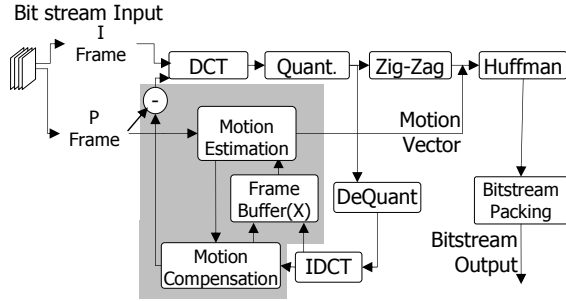 Bit stream Input
I
Frame
DCT
Quant.
Zig-Zag
Huffman
-
P
Frame
Motion
Estimation
Motion
Vector
Frame
Buffer(X)
DeQuant
Bitstream
Packing
Motion
Compensation
IDCT
Bitstream
Output